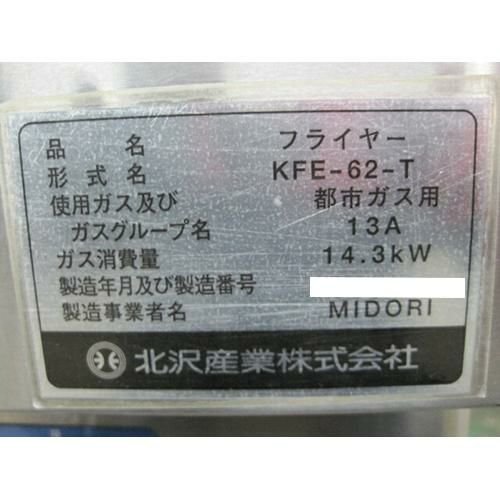 品名 フライヤー
形式名 KFE-62-T
使用ガス及び 都市ガス用
ガスグループ名 13A
ガス消費量 14.3kW
製造年月及び製造番号
製造事業者名 MIDORI
北沢産業株式会社